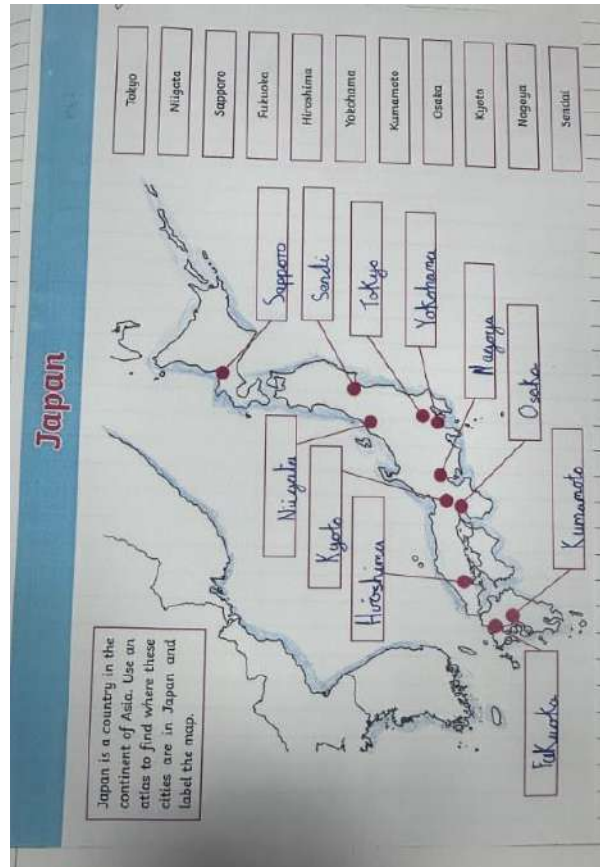 Japan
Japan is a country in the
continent of Asia. Use an
atlas to find where these
cities are in Japan and
label the map.
Niigata
Kyoto
Hiroshima
Fukuoka
Sapporo
Sendi
Tokyo
Yokohama
Nagoya
Osaka
Kumamoto
Tokyo
Niigata
Sapporo
Fukuoka
Hiroshima
Yokohama
Kumamoto
Osaka
Kyoto
Nagoya
Sendai